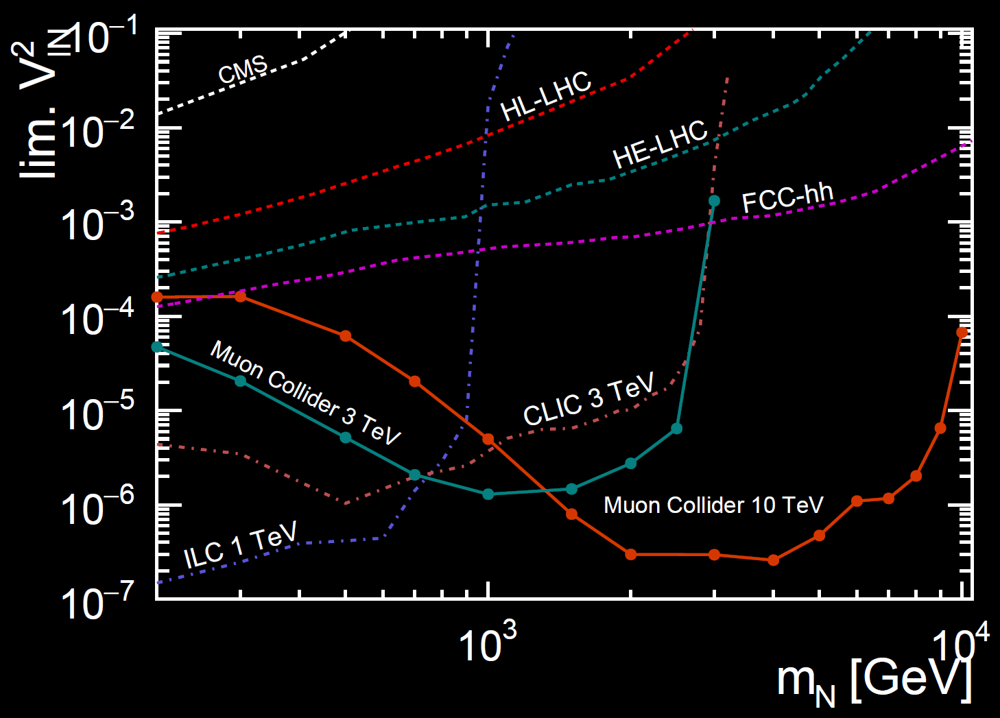 lim. V²_lN
10⁻¹
10⁻²
10⁻³
10⁻⁴
10⁻⁵
10⁻⁶
10⁻⁷
CMS
HL-LHC
HE-LHC
FCC-hh
Muon Collider 3 TeV
CLIC 3 TeV
Muon Collider 10 TeV
ILC 1 TeV
10³
10⁴
m_N [GeV]